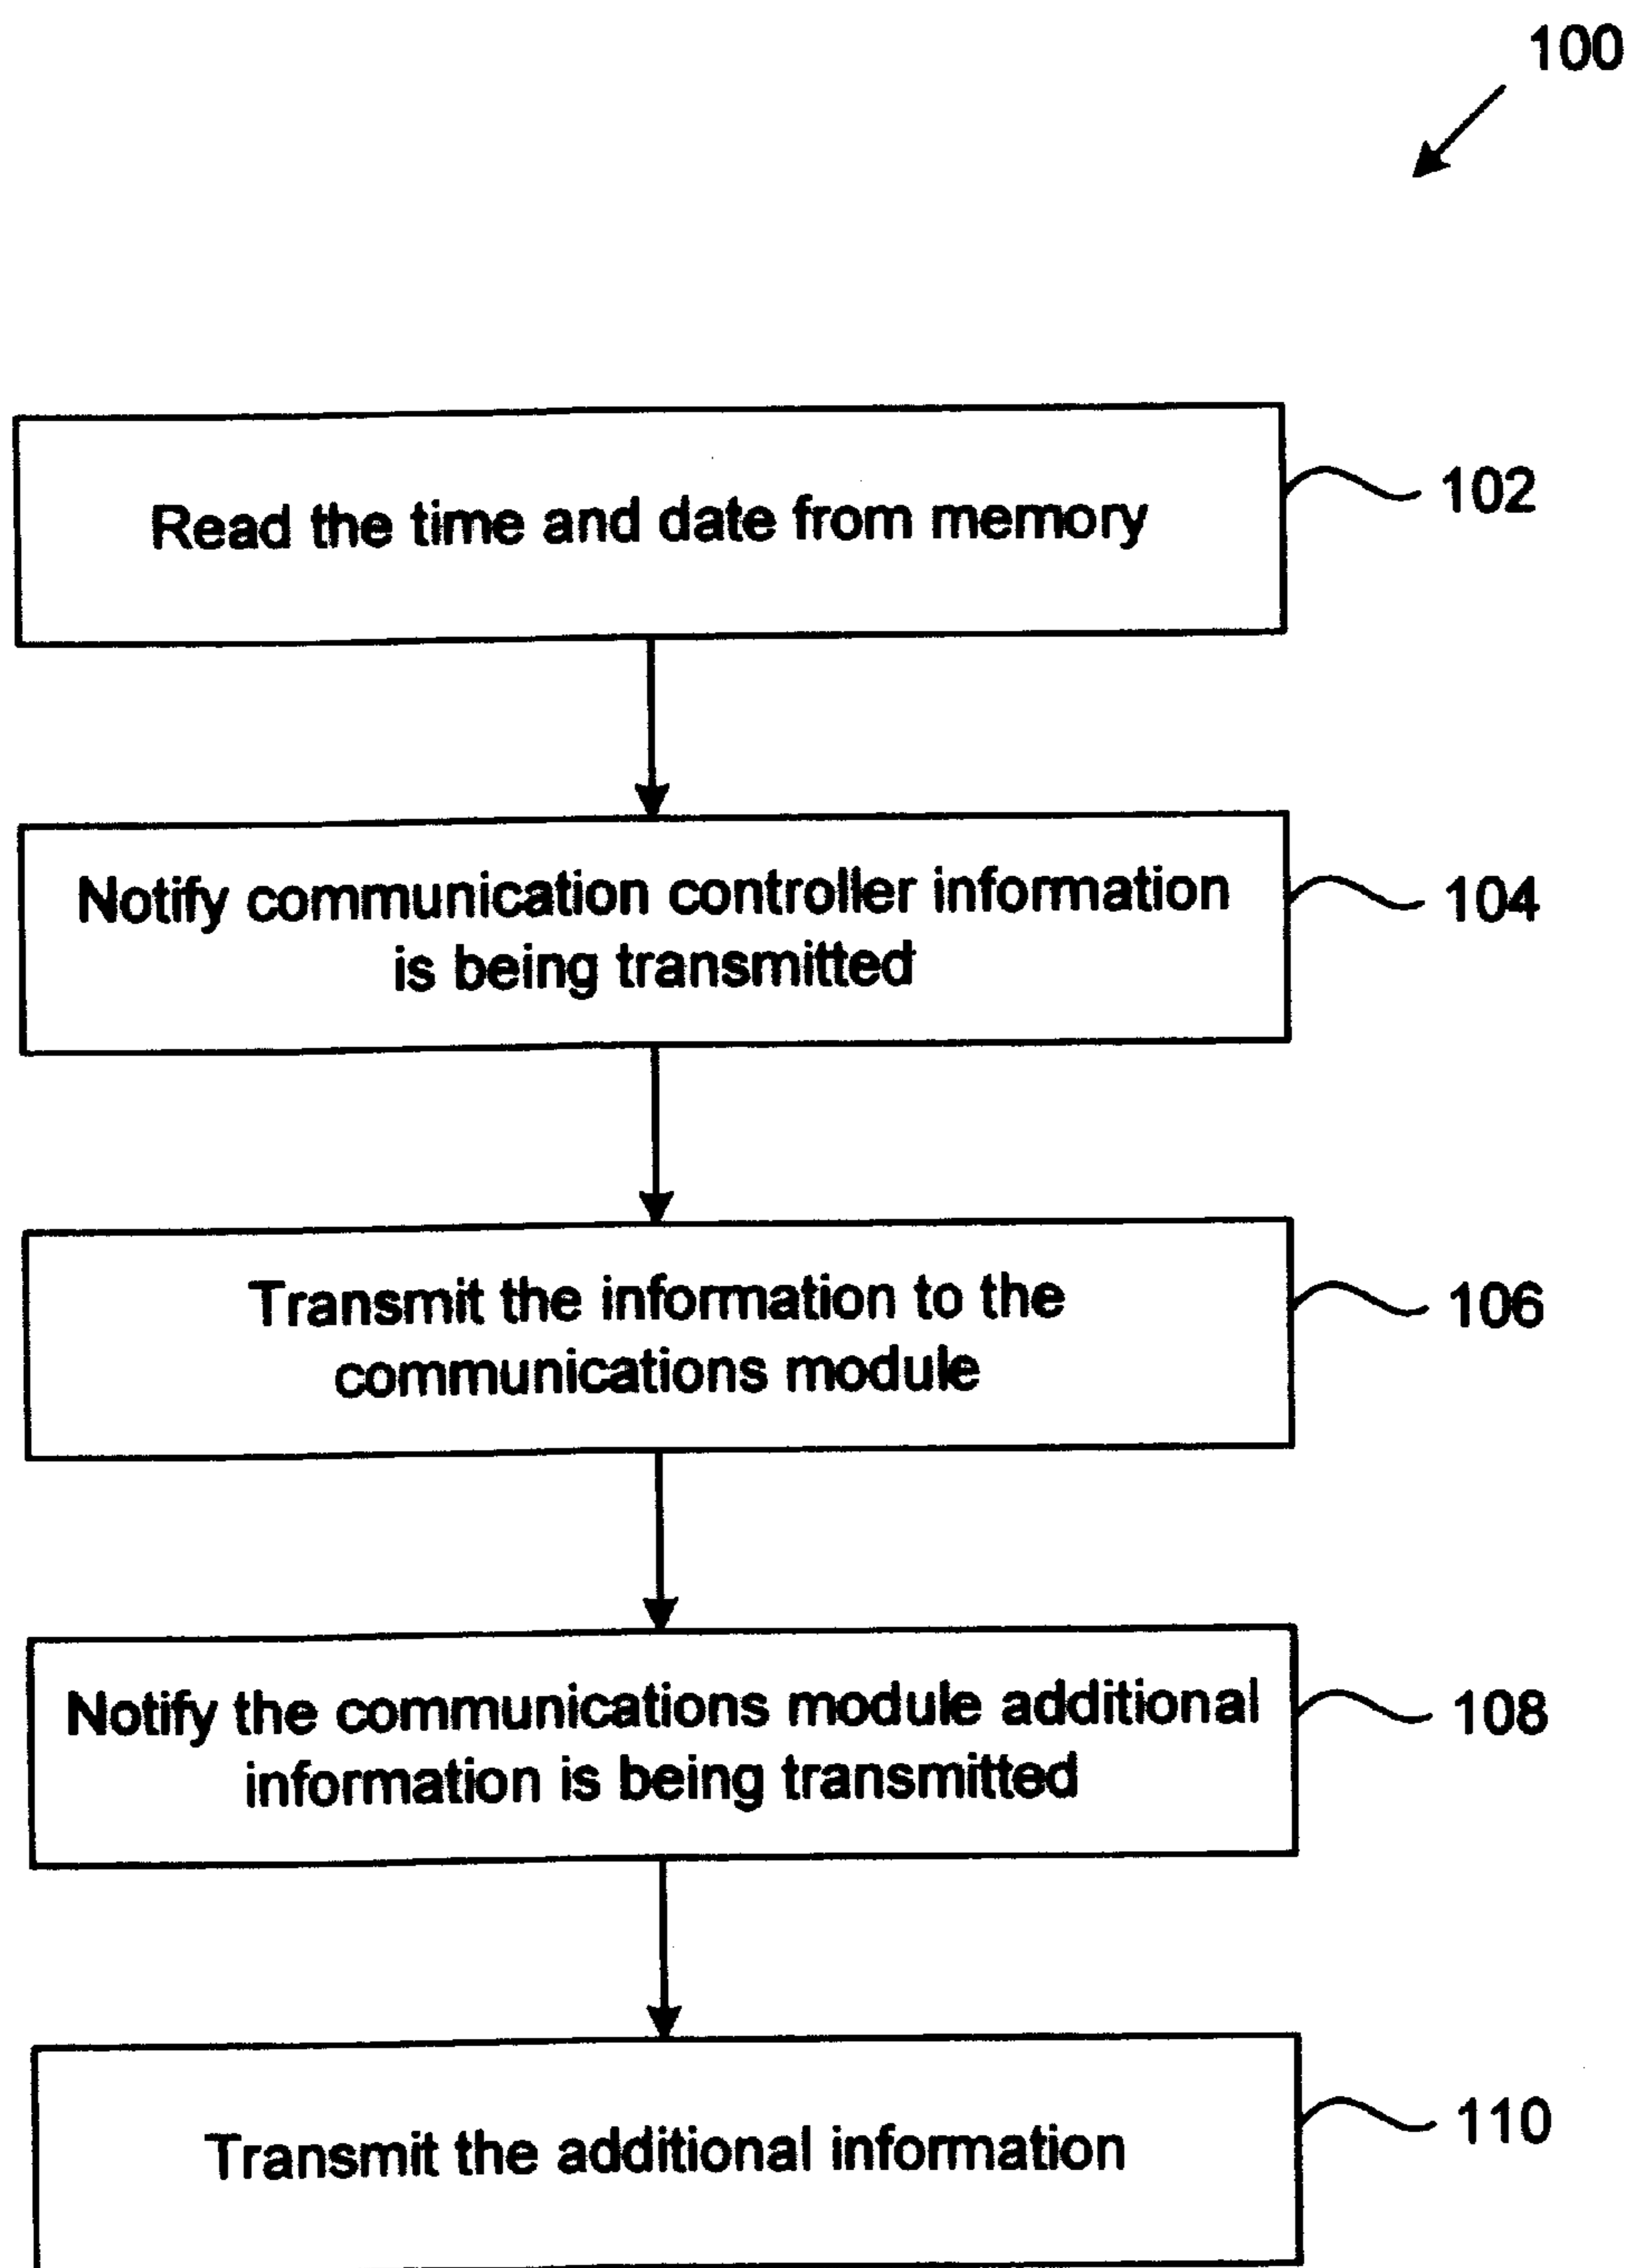 100
Read the time and date from memory
102
Notify communication controller information
is being transmitted
104
Transmit the information to the
communications module
106
Notify the communications module additional
information is being transmitted
108
Transmit the additional information
110